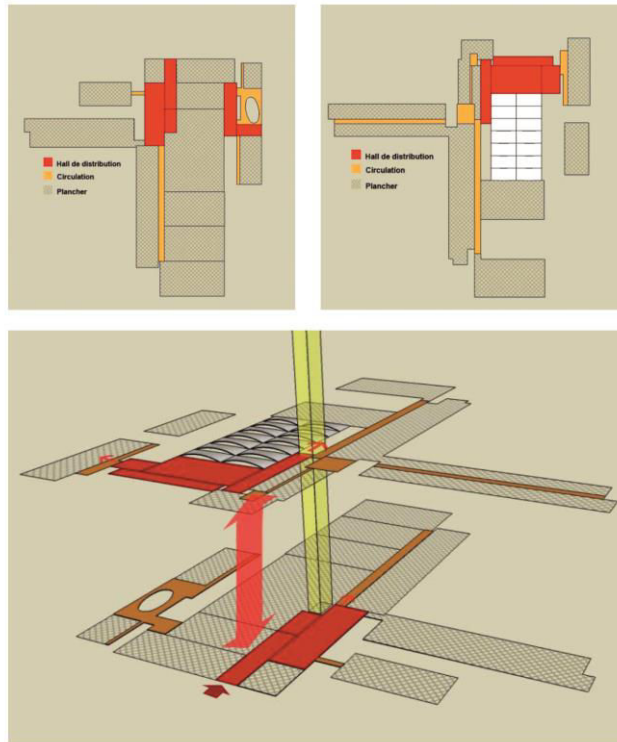 Hall de distribution
Circulation
Plancher
Hall de distribution
Circulation
Plancher